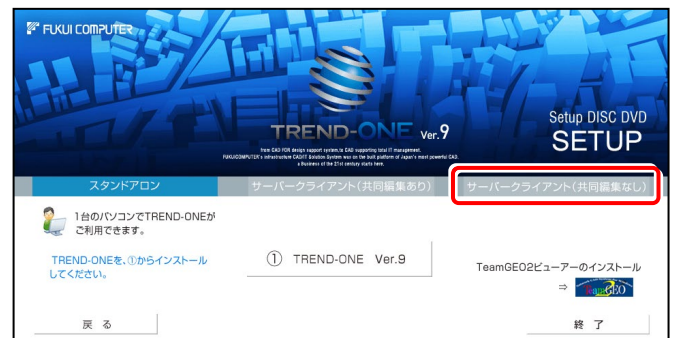 FUKUI COMPUTER
TREND-ONE Ver.9
from CAD FOR design support system, to CAD supporting total IT management.
FUKUICOMPUTER's infrastructure CAD/IT Solution System was on the built platform of Japan's most powerful CAD.
a Business of the 21st century starts here.
Setup DISC DVD
SETUP
スタンドアロン
サーバークライアント(共同編集あり)
サーバークライアント(共同編集なし)
1台のパソコンでTREND-ONEが
ご利用できます。
TREND-ONEを、①からインストール
してください。
① TREND-ONE Ver.9
TeamGEO2ビューアーのインストール
⇒ TeamGEO
戻 る
終 了